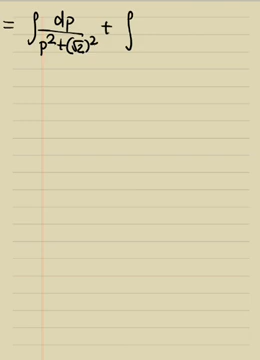 = ∫ dp/(p²+(√2)²) + ∫